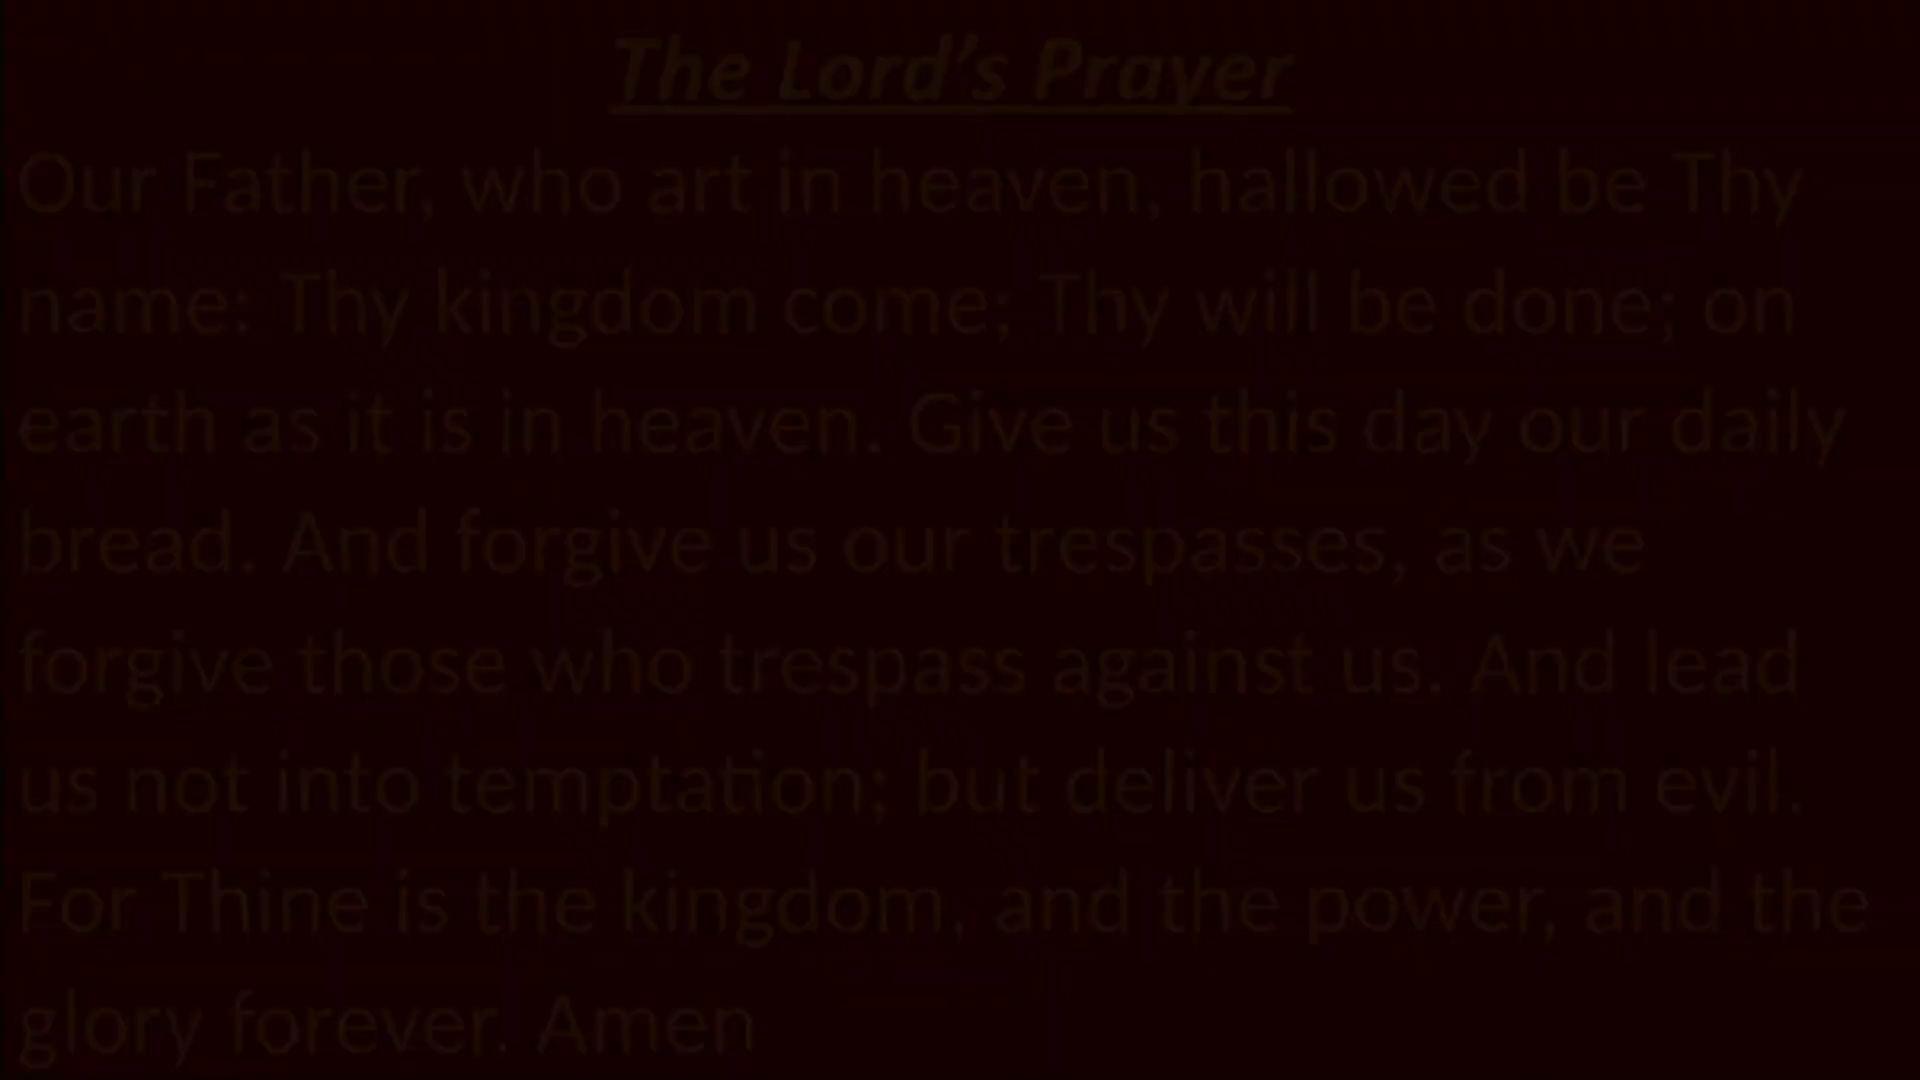 The Lord’s Prayer
Our Father, who art in heaven, hallowed be Thy
name: Thy kingdom come; Thy will be done; on
earth as it is in heaven. Give us this day our daily
bread. And forgive us our trespasses, as we
forgive those who trespass against us. And lead
us not into temptation; but deliver us from evil.
For Thine is the kingdom, and the power, and the
glory forever. Amen